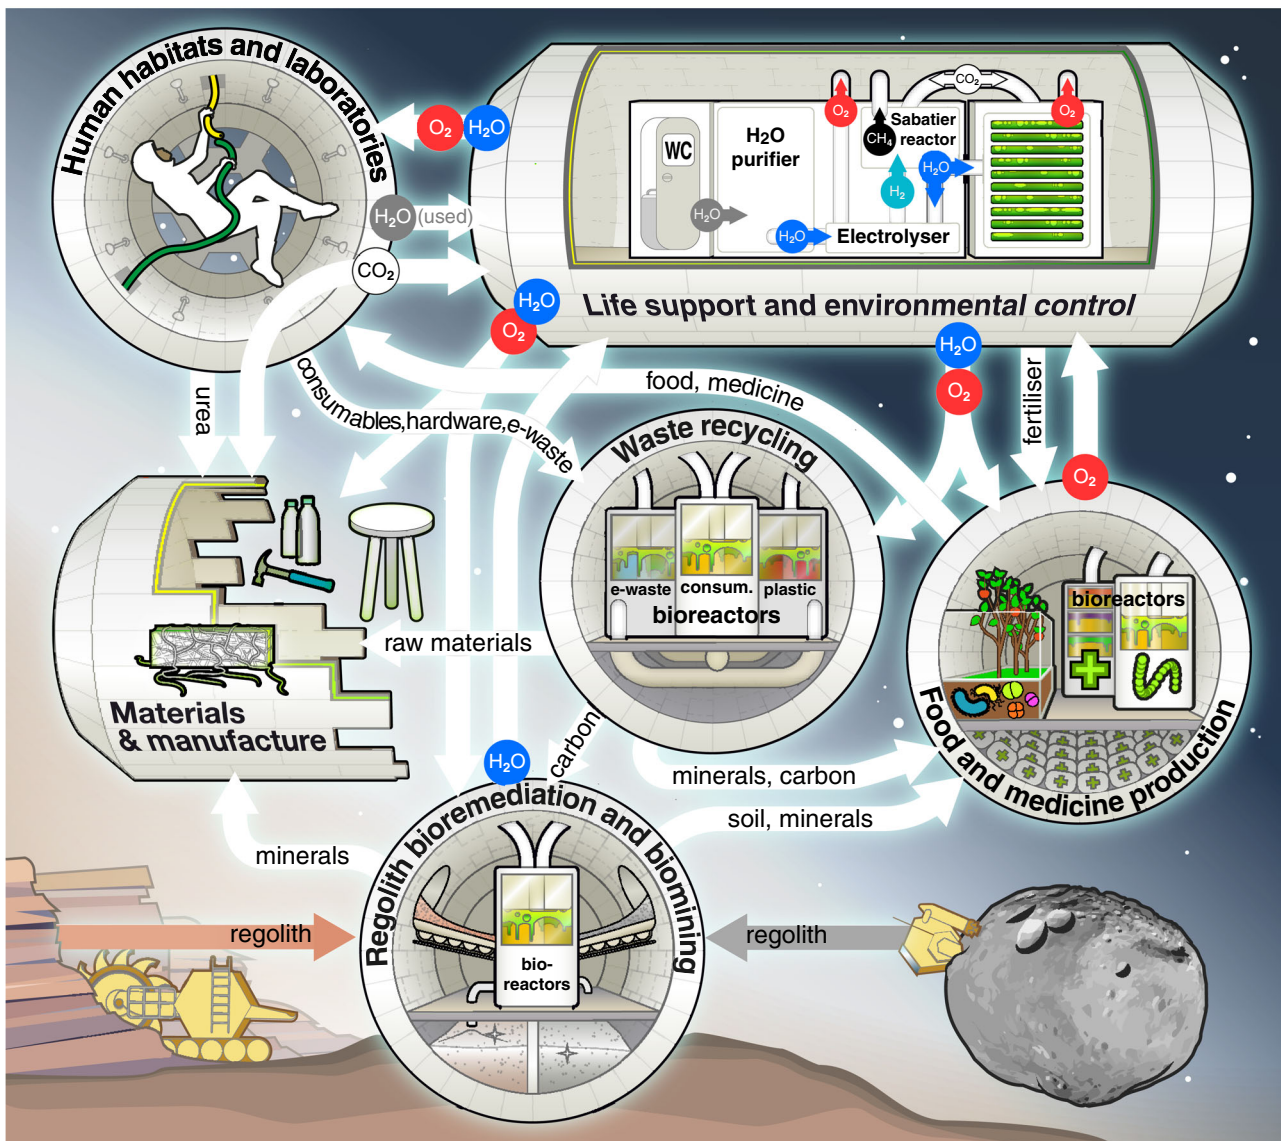 Human habitats and laboratories
O₂
H₂O
H₂O
(used)
CO₂
WC
H₂O
purifier
H₂O
H₂O
O₂
CH₄
Sabatier
reactor
CO₂
O₂
H₂O
H₂
Electrolyser
Life support and environmental control
H₂O
O₂
H₂O
O₂
fertiliser
O₂
urea
consumables,hardware,e-waste
food, medicine
Waste recycling
e-waste
consum.
plastic
bioreactors
bioreactors
Food and medicine production
raw materials
Materials
& manufacture
carbon
minerals, carbon
soil, minerals
H₂O
minerals
Regolith bioremediation and biomining
bio-
reactors
regolith
regolith